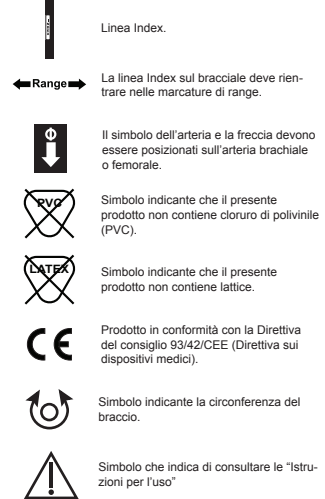 Linea Index.
Range
La linea Index sul bracciale deve rien-
trare nelle marcature di range.
Il simbolo dell'arteria e la freccia devono
essere posizionati sull'arteria brachiale
o femorale.
PVC
Simbolo indicante che il presente
prodotto non contiene cloruro di polivinile
(PVC).
LATEX
Simbolo indicante che il presente
prodotto non contiene lattice.
CE
Prodotto in conformità con la Direttiva
del consiglio 93/42/CEE (Direttiva sui
dispositivi medici).
Simbolo indicante la circonferenza del
braccio.
Simbolo che indica di consultare le "Istru-
zioni per l'uso"